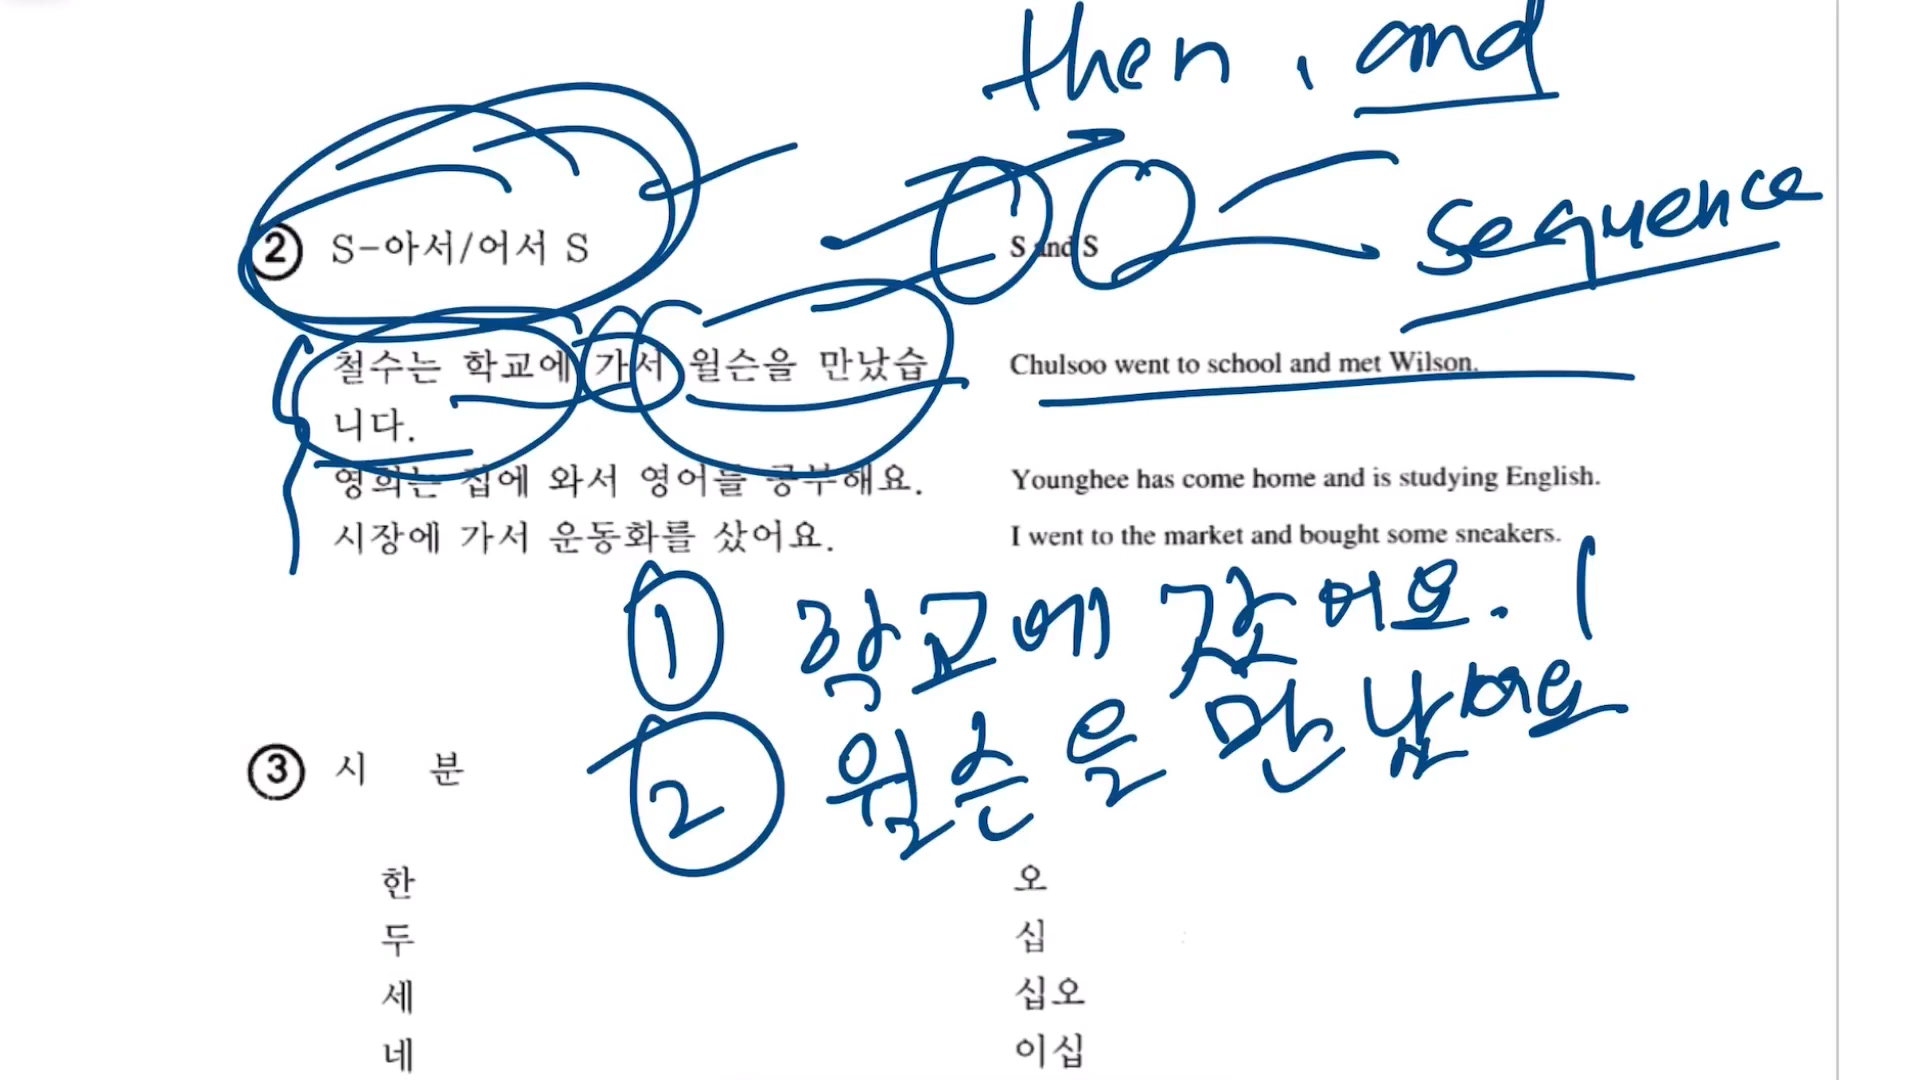 then, and
sequence
② S-아서/어서 S S and S
철수는 학교에 가서 윌슨을 만났습 Chulsoo went to school and met Wilson.
니다.
영희는 집에 와서 영어를 공부해요. Younghee has come home and is studying English.
시장에 가서 운동화를 샀어요. I went to the market and bought some sneakers.
① 학교에 갔어요.
② 윌슨을 만났어요
③ 시 분
한 오
두 십
세 십오
네 이십